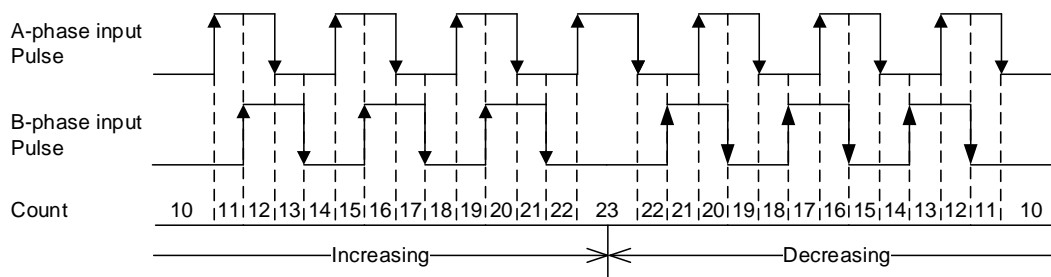 A-phase input
Pulse
B-phase input
Pulse
Count 10 11 12 13 14 15 16 17 18 19 20 21 22 23 22 21 20 19 18 17 16 15 14 13 12 11 10
Increasing Decreasing